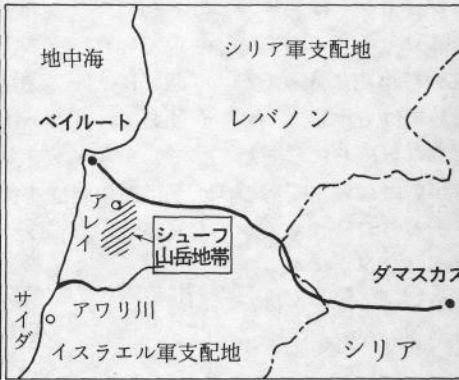 地中海
シリア軍支配地
レバノン
ベイルート
アレイ
シューフ
山岳地帯
ダマスカス
サイダ
アワリ川
イスラエル軍支配地
シリア